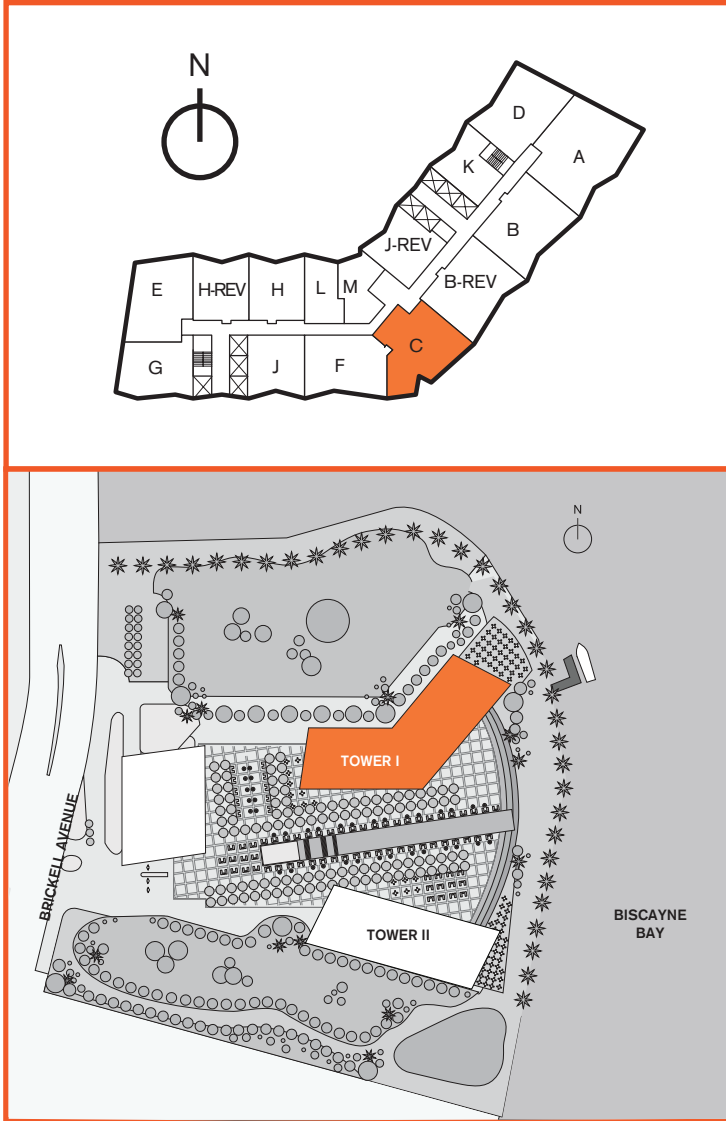 N
D
A
K
B
J-REV
B-REV
E
H-REV
H
L
M
C
G
J
F
N
TOWER I
BRICKELL AVENUE
TOWER II
BISCAYNE
BAY